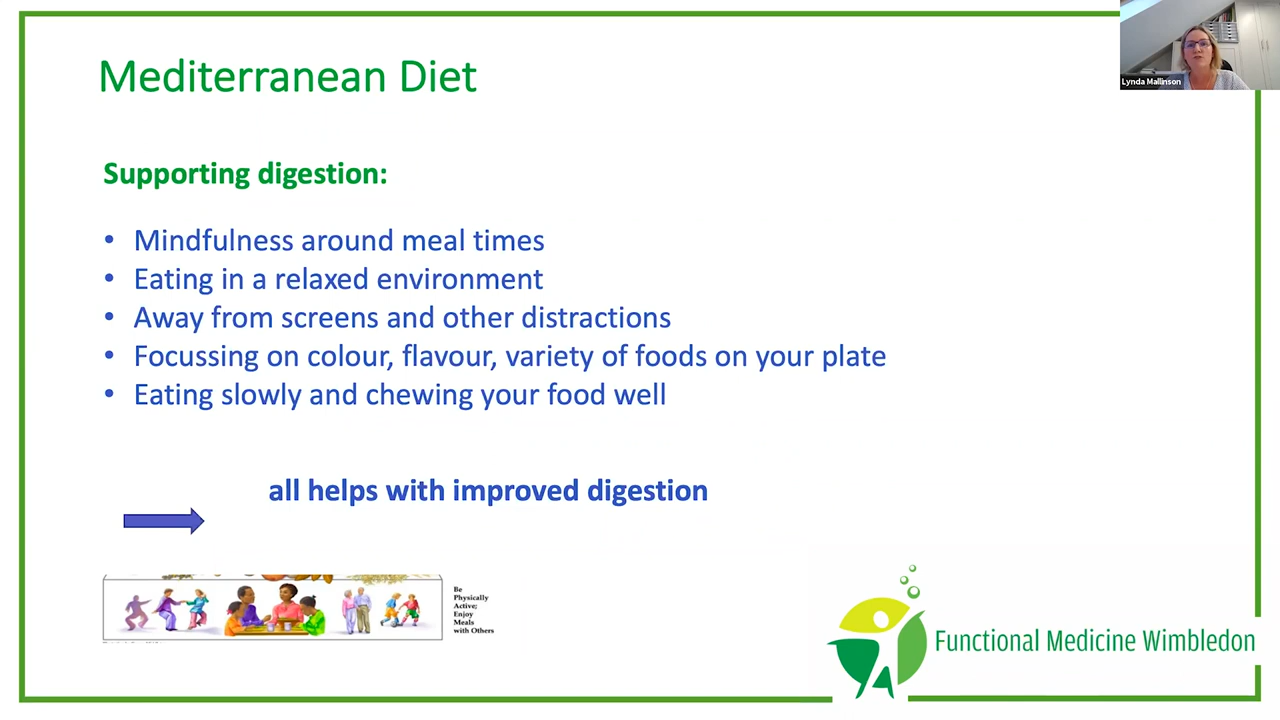 Mediterranean Diet
Lynda Mallinson
Supporting digestion:
• Mindfulness around meal times
• Eating in a relaxed environment
• Away from screens and other distractions
• Focussing on colour, flavour, variety of foods on your plate
• Eating slowly and chewing your food well
all helps with improved digestion
Be
Physically
Active;
Enjoy
Meals
with Others
Functional Medicine Wimbledon